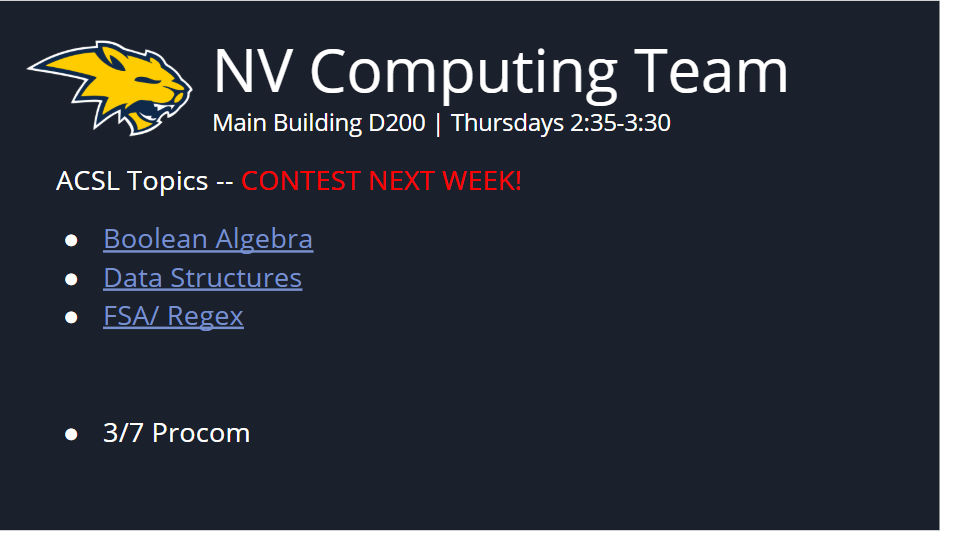 NV Computing Team
Main Building D200 | Thursdays 2:35-3:30
ACSL Topics -- CONTEST NEXT WEEK!
● Boolean Algebra
● Data Structures
● FSA/ Regex
● 3/7 Procom